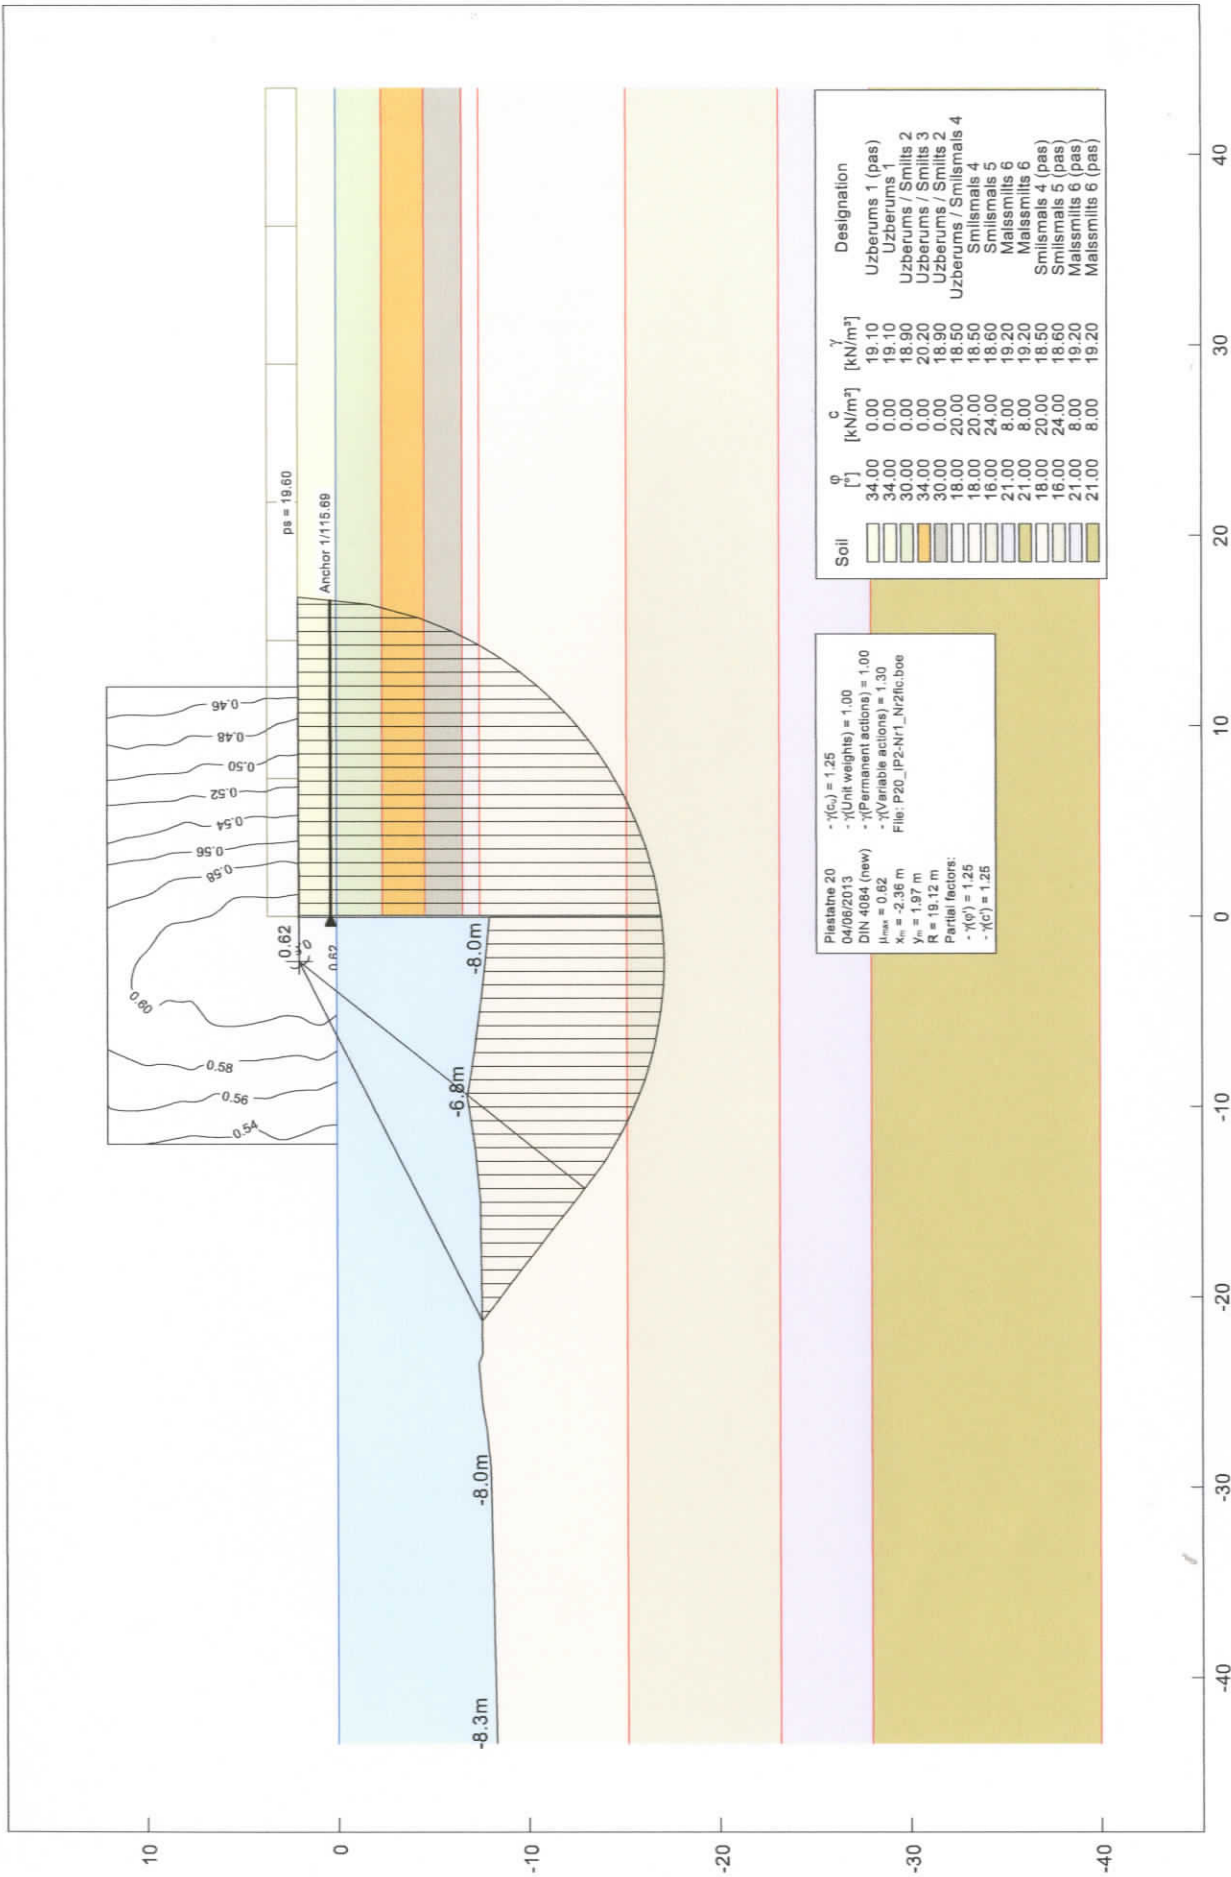 0.46
0.48
0.50
0.52
0.54
0.56
0.58
0.60
0.58
0.56
0.54
0.62
0.62
ps = 19.60
Anchor 1/115.69
-8.0m
-6.8m
-8.0m
-8.3m
Piestatne 20
04/06/2013
DIN 4084 (new)
μmax = 0.62
xm = -2.36 m
ym = 1.97 m
R = 19.12 m
Partial factors:
- γ(φ') = 1.25
- γ(c') = 1.25
- γ(cu) = 1.25
- γ(Unit weights) = 1.00
- γ(Permanent actions) = 1.00
- γ(Variable actions) = 1.30
File: P20_IP2-Nr1_Nr2fic.boe
Soil φ [°] c [kN/m²] γ [kN/m³] Designation
34.00 0.00 19.10 Uzberums 1 (pas)
34.00 0.00 19.10 Uzberums 1
30.00 0.00 18.90 Uzberums / Smilts 2
34.00 0.00 20.20 Uzberums / Smilts 3
30.00 0.00 18.90 Uzberums / Smilts 2
18.00 20.00 18.50 Uzberums / Smilsmals 4
18.00 20.00 18.50 Smilsmals 4
16.00 24.00 18.60 Smilsmals 5
21.00 8.00 19.20 Malssmilts 6
21.00 8.00 19.20 Malssmilts 6
18.00 20.00 18.50 Smilsmals 4 (pas)
16.00 24.00 18.60 Smilsmals 5 (pas)
21.00 8.00 19.20 Malssmilts 6 (pas)
21.00 8.00 19.20 Malssmilts 6 (pas)
10
0
-10
-20
-30
-40
-40
-30
-20
-10
0
10
20
30
40